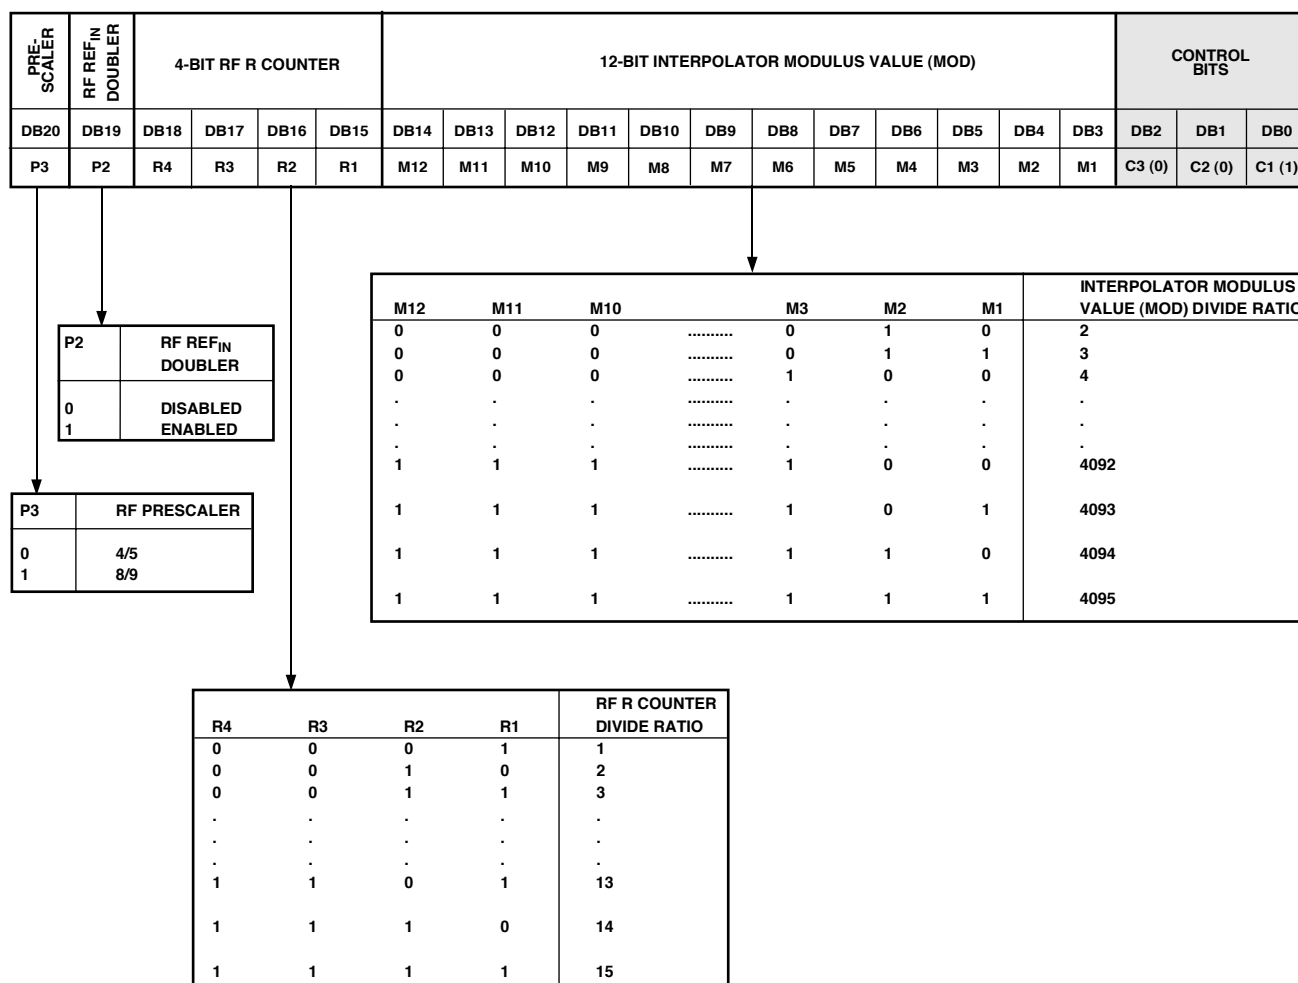 PRE-
SCALER
RF REFIN
DOUBLER
4-BIT RF R COUNTER
12-BIT INTERPOLATOR MODULUS VALUE (MOD)
CONTROL
BITS
DB20 DB19 DB18 DB17 DB16 DB15 DB14 DB13 DB12 DB11 DB10 DB9 DB8 DB7 DB6 DB5 DB4 DB3 DB2 DB1 DB0
P3 P2 R4 R3 R2 R1 M12 M11 M10 M9 M8 M7 M6 M5 M4 M3 M2 M1 C3 (0) C2 (0) C1 (1)
INTERPOLATOR MODULUS
M12 M11 M10 M3 M2 M1 VALUE (MOD) DIVIDE RATIO
0 0 0 .......... 0 1 0 2
0 0 0 .......... 0 1 1 3
0 0 0 .......... 1 0 0 4
. . . .......... . . . .
. . . .......... . . . .
. . . .......... . . . .
1 1 1 .......... 1 0 0 4092
1 1 1 .......... 1 0 1 4093
1 1 1 .......... 1 1 0 4094
1 1 1 .......... 1 1 1 4095
P2 RF REFIN
DOUBLER
0 DISABLED
1 ENABLED
P3 RF PRESCALER
0 4/5
1 8/9
RF R COUNTER
R4 R3 R2 R1 DIVIDE RATIO
0 0 0 1 1
0 0 1 0 2
0 0 1 1 3
. . . . .
. . . . .
. . . . .
1 1 0 1 13
1 1 1 0 14
1 1 1 1 15